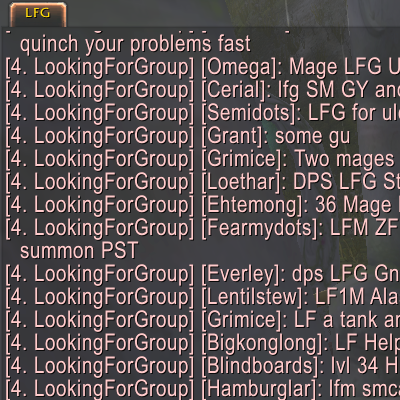 LFG
quinch your problems fast
[4. LookingForGroup] [Omega]: Mage LFG U
[4. LookingForGroup] [Cerial]: lfg SM GY and
[4. LookingForGroup] [Semidots]: LFG for ul
[4. LookingForGroup] [Grant]: some gu
[4. LookingForGroup] [Grimice]: Two mages
[4. LookingForGroup] [Loethar]: DPS LFG St
[4. LookingForGroup] [Ehtemong]: 36 Mage
[4. LookingForGroup] [Fearmydots]: LFM ZF
summon PST
[4. LookingForGroup] [Everley]: dps LFG Gn
[4. LookingForGroup] [Lentilstew]: LF1M Ala
[4. LookingForGroup] [Grimice]: LF a tank an
[4. LookingForGroup] [Bigkonglong]: LF Help
[4. LookingForGroup] [Blindboards]: lvl 34 H
[4. LookingForGroup] [Hamburglar]: lfm smc